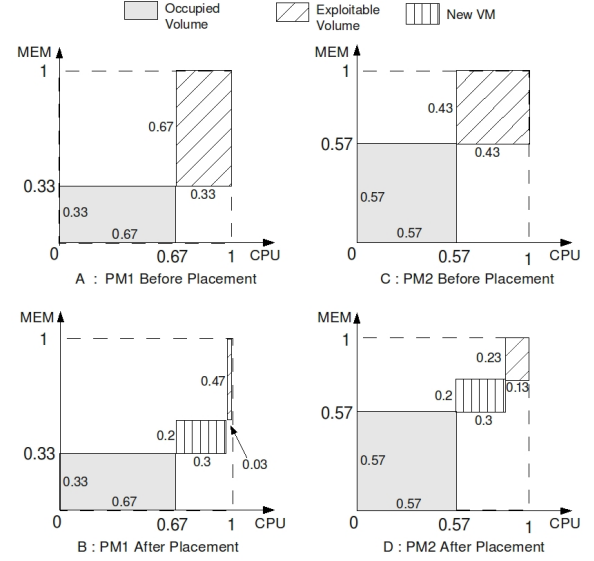 Occupied Volume
Exploitable Volume
New VM
MEM
1
0.67
0.33
0.33
0.33
0.67
0
0.67
1
CPU
A : PM1 Before Placement
MEM
1
0.43
0.57
0.43
0.57
0.57
0
0.57
1
CPU
C : PM2 Before Placement
MEM
1
0.47
0.2
0.33
0.3
0.03
0.33
0.67
0
0.67
1
CPU
B : PM1 After Placement
MEM
1
0.23
0.13
0.2
0.57
0.3
0.57
0.57
0
0.57
1
CPU
D : PM2 After Placement